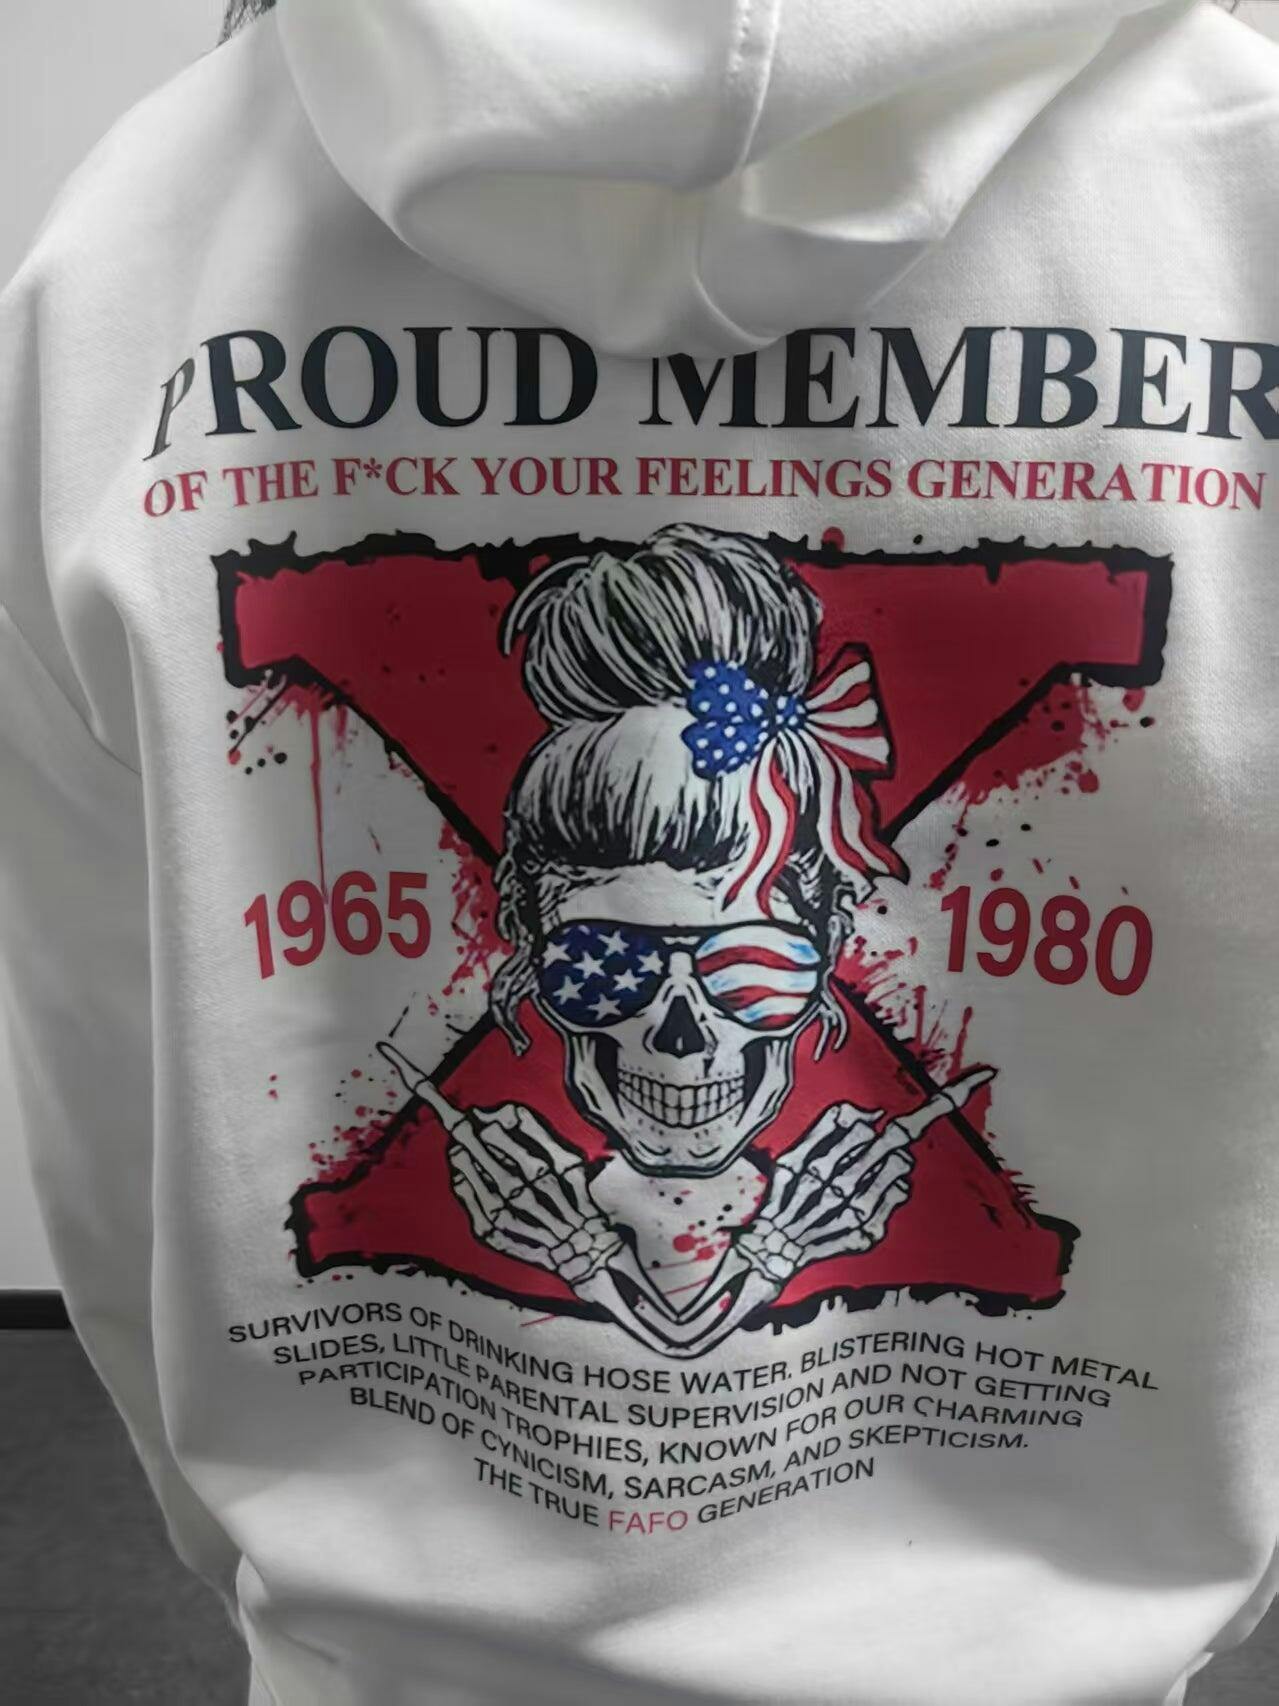 PROUD MEMBER
OF THE F*CK YOUR FEELINGS GENERATION
1965
1980
SURVIVORS OF DRINKING HOSE WATER. BLISTERING HOT METAL
SLIDES, LITTLE PARENTAL SUPERVISION AND NOT GETTING
PARTICIPATION TROPHIES, KNOWN FOR OUR CHARMING
BLEND OF CYNICISM, SARCASM, AND SKEPTICISM.
THE TRUE FAFO GENERATION